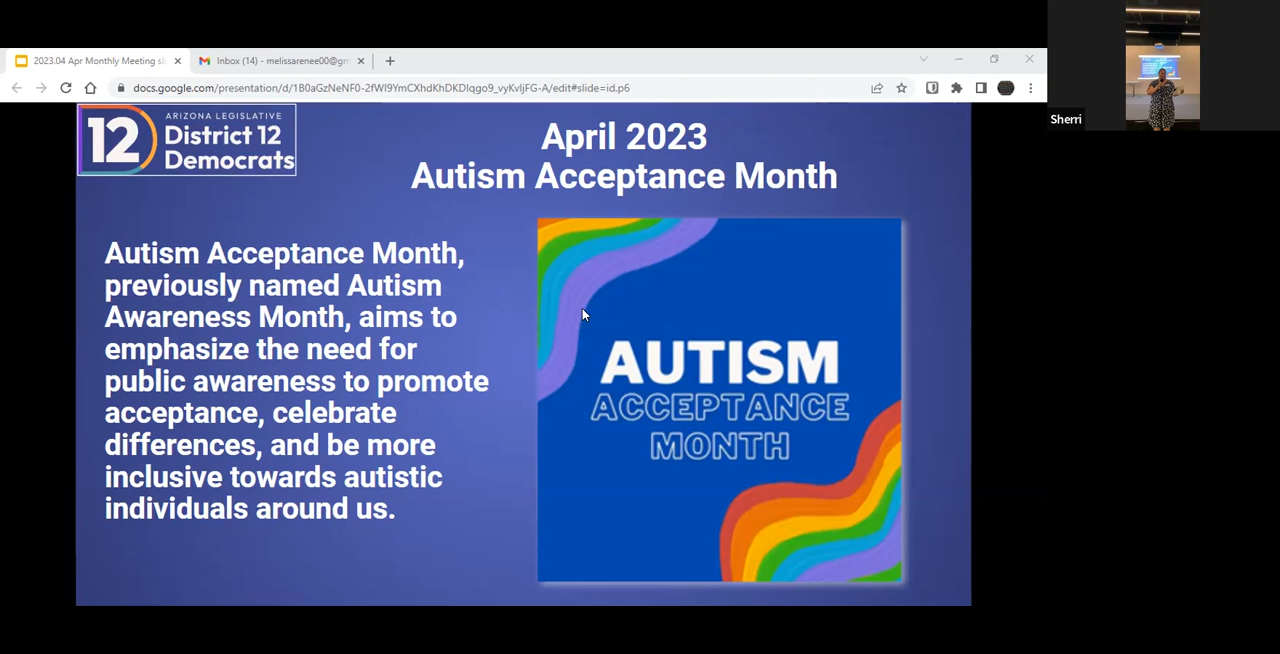 2023.04 Apr Monthly Meeting sli
Inbox (14) - melissarenee00@gm
docs.google.com/presentation/d/1B0aGzNeNF0-2fWl9YmCXhdKhDKDlqgo9_vyKvljFG-A/edit#slide=id.p6
Sherri
12
ARIZONA LEGISLATIVE
District 12
Democrats
April 2023
Autism Acceptance Month
Autism Acceptance Month,
previously named Autism
Awareness Month, aims to
emphasize the need for
public awareness to promote
acceptance, celebrate
differences, and be more
inclusive towards autistic
individuals around us.
AUTISM
ACCEPTANCE
MONTH